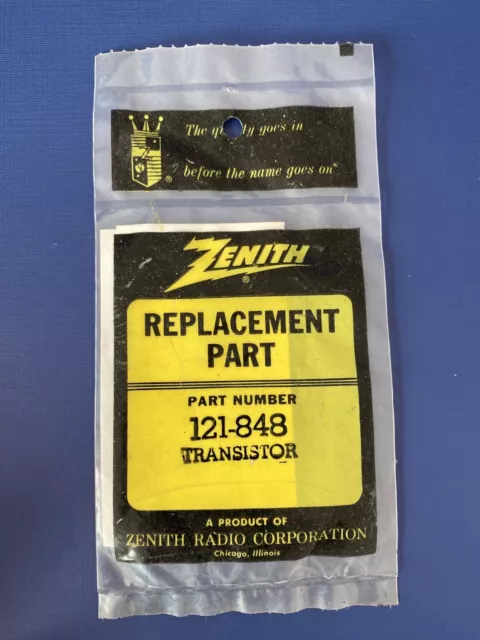 The quality goes in
before the name goes on®
®
ZENITH
®
REPLACEMENT
PART
PART NUMBER
121-848
TRANSISTOR
A PRODUCT OF
ZENITH RADIO CORPORATION
Chicago, Illinois